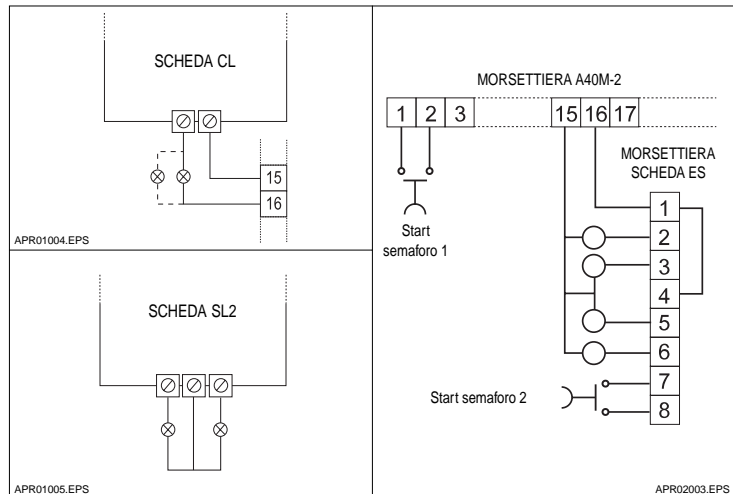 SCHEDA CL
15
16
APR01004.EPS
SCHEDA SL2
APR01005.EPS
MORSETTIERA A40M-2
1 2 3 15 16 17
MORSETTIERA
SCHEDA ES
1
2
3
4
5
6
7
8
Start
semaforo 1
Start semaforo 2
APR02003.EPS